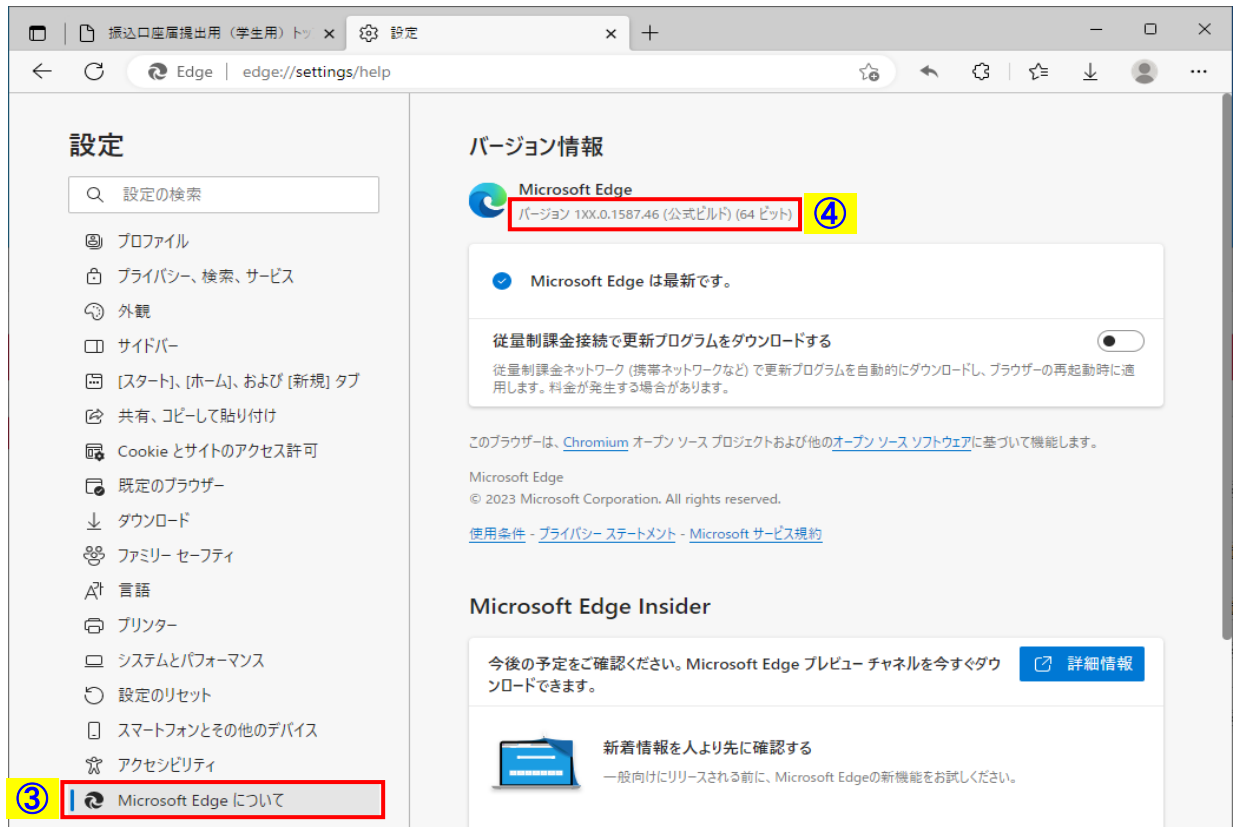 振込口座届提出用（学生用）トッ
設定
Edge
edge://settings/help
設定
設定の検索
プロファイル
プライバシー、検索、サービス
外観
サイドバー
[スタート]、[ホーム]、および [新規] タブ
共有、コピーして貼り付け
Cookie とサイトのアクセス許可
既定のブラウザー
ダウンロード
ファミリー セーフティ
言語
プリンター
システムとパフォーマンス
設定のリセット
スマートフォンとその他のデバイス
アクセシビリティ
③
Microsoft Edge について
バージョン情報
Microsoft Edge
バージョン 1XX.0.1587.46 (公式ビルド) (64 ビット)
④
Microsoft Edge は最新です。
従量制課金接続で更新プログラムをダウンロードする
従量制課金ネットワーク (携帯ネットワークなど) で更新プログラムを自動的にダウンロードし、ブラウザーの再起動時に適
用します。料金が発生する場合があります。
このブラウザーは、Chromium オープン ソース プロジェクトおよび他のオープン ソース ソフトウェアに基づいて機能します。
Microsoft Edge
© 2023 Microsoft Corporation. All rights reserved.
使用条件 - プライバシー ステートメント - Microsoft サービス規約
Microsoft Edge Insider
今後の予定をご確認ください。Microsoft Edge プレビュー チャネルを今すぐダウ
ンロードできます。
詳細情報
新着情報を人より先に確認する
一般向けにリリースされる前に、Microsoft Edgeの新機能をお試しください。